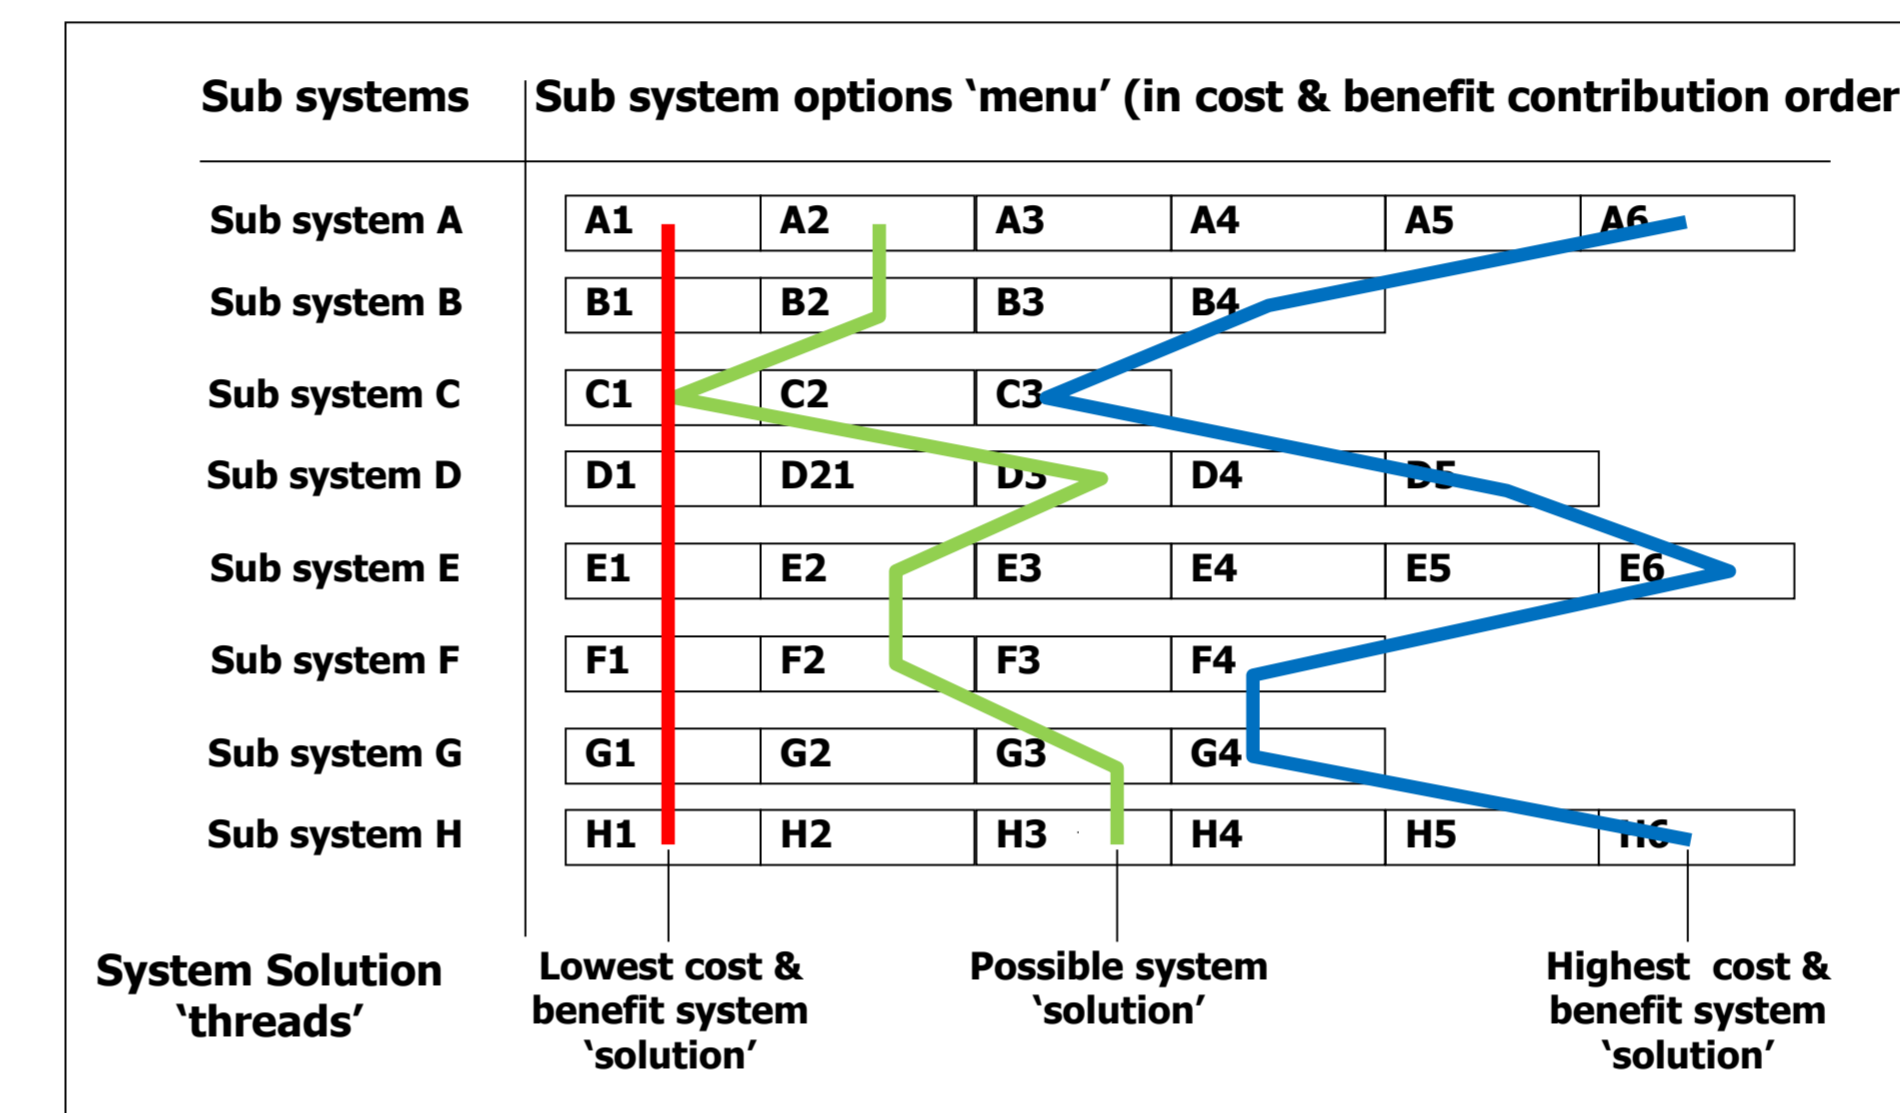 Sub systems Sub system options ‘menu’ (in cost & benefit contribution order
Sub system A A1 A2 A3 A4 A5 A6
Sub system B B1 B2 B3 B4
Sub system C C1 C2 C3
Sub system D D1 D21 D3 D4 D5
Sub system E E1 E2 E3 E4 E5 E6
Sub system F F1 F2 F3 F4
Sub system G G1 G2 G3 G4
Sub system H H1 H2 H3 H4 H5 H6
System Solution
‘threads’
Lowest cost &
benefit system
‘solution’
Possible system
‘solution’
Highest cost &
benefit system
‘solution’